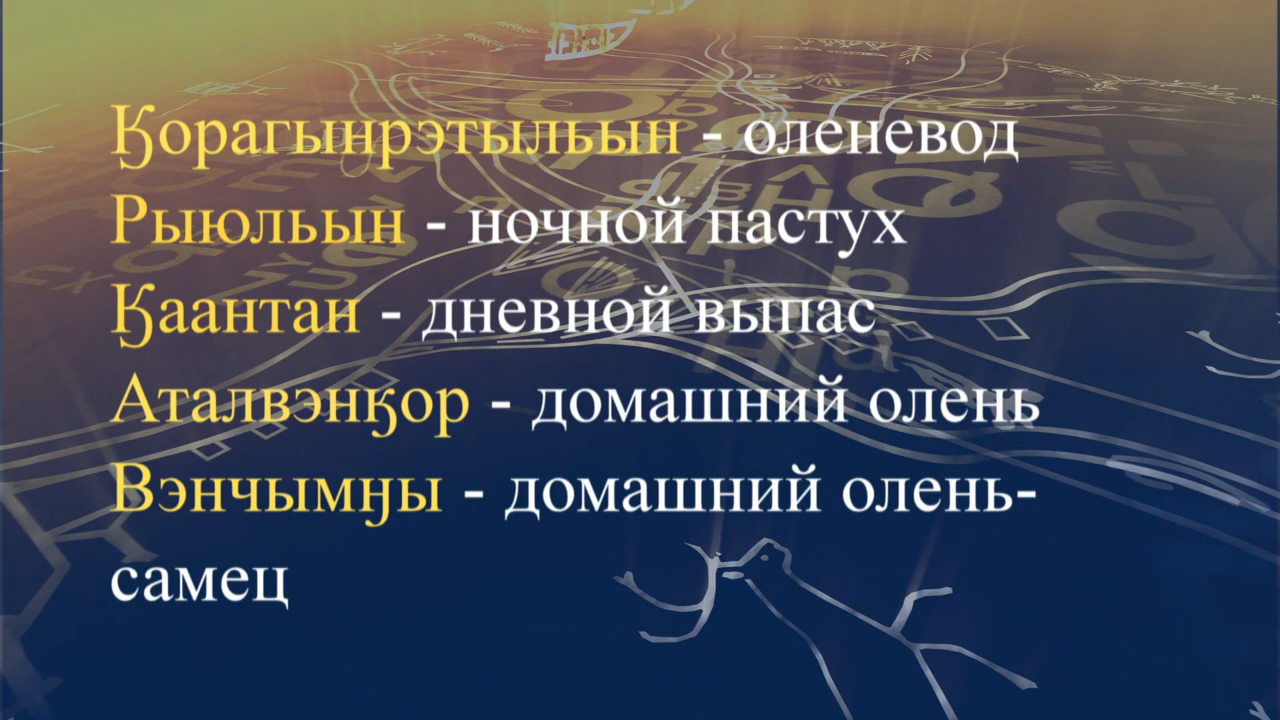 Ӄорагынрэтыльын - оленевод
Рыюльын - ночной пастух
Ӄаантан - дневной выпас
Аталвэнӄор - домашний олень
Вэнчымӈы - домашний олень-
самец